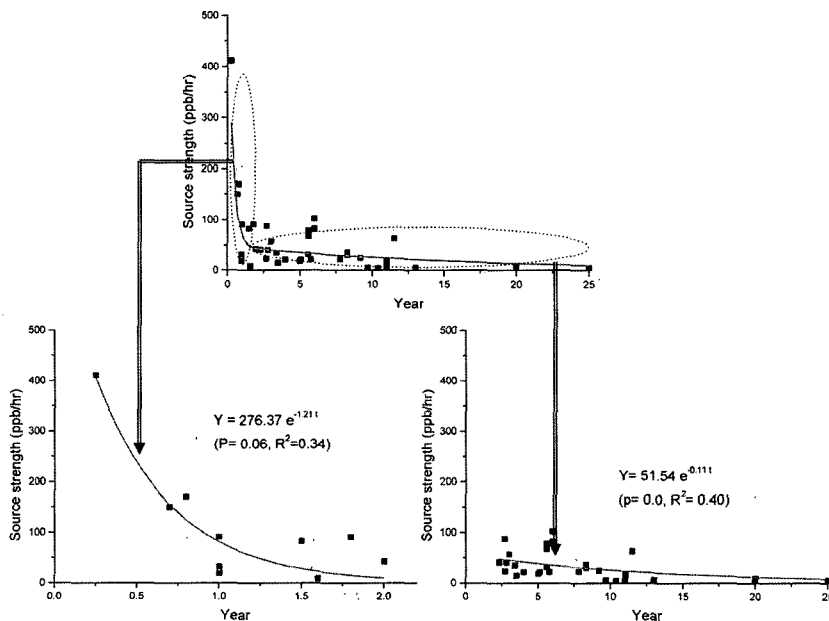 500
400
300
200
100
0
Source strength (ppb/hr)
0 5 10 15 20 25
Year
500
400
300
200
100
0
Source strength (ppb/hr)
Y = 276.37 e^-1.21 t
(P= 0.06, R²=0.34)
0.0 0.5 1.0 1.5 2.0
Year
500
400
300
200
100
0
Source strength (ppb/hr)
Y= 51.54 e^-0.11 t
(p= 0.0, R²= 0.40)
0 5 10 15 20 25
Year